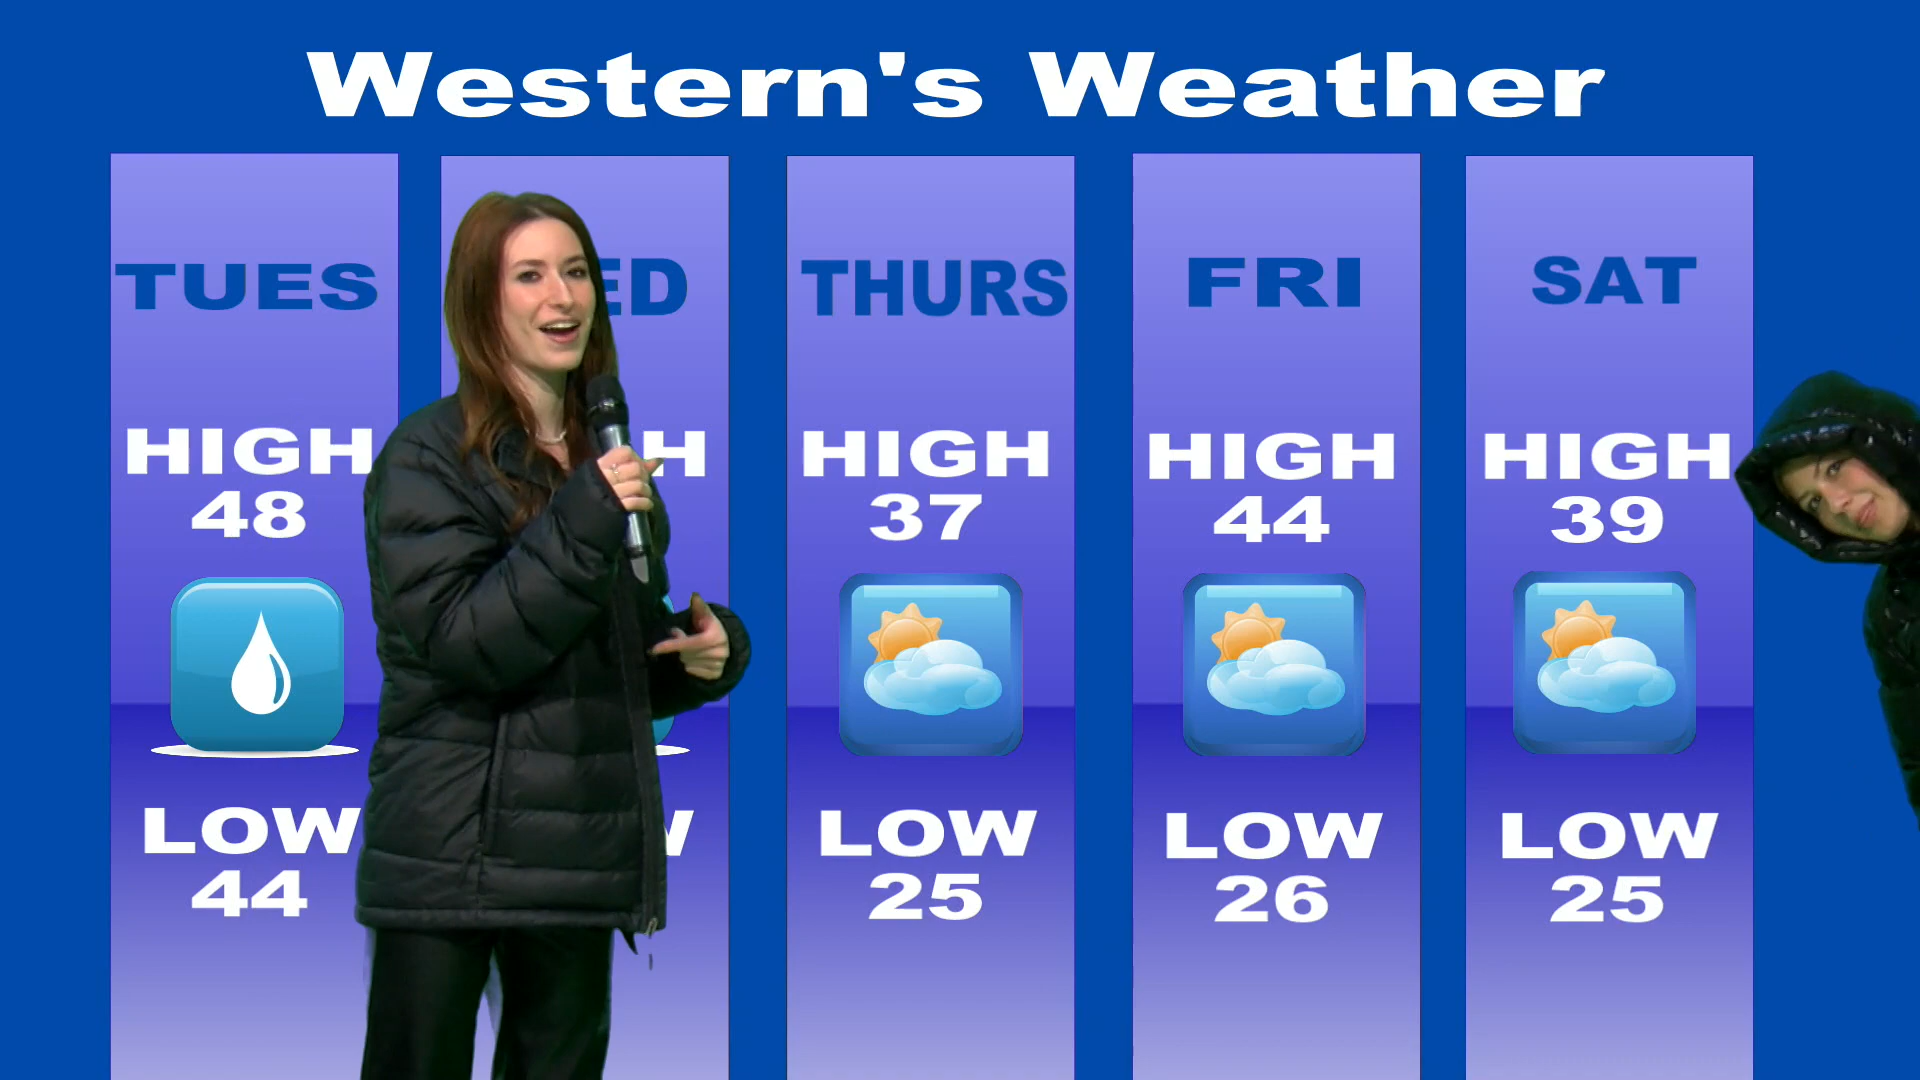 Western's Weather
TUES
HIGH
48
LOW
44
ED
H
W
THURS
HIGH
37
LOW
25
FRI
HIGH
44
LOW
26
SAT
HIGH
39
LOW
25